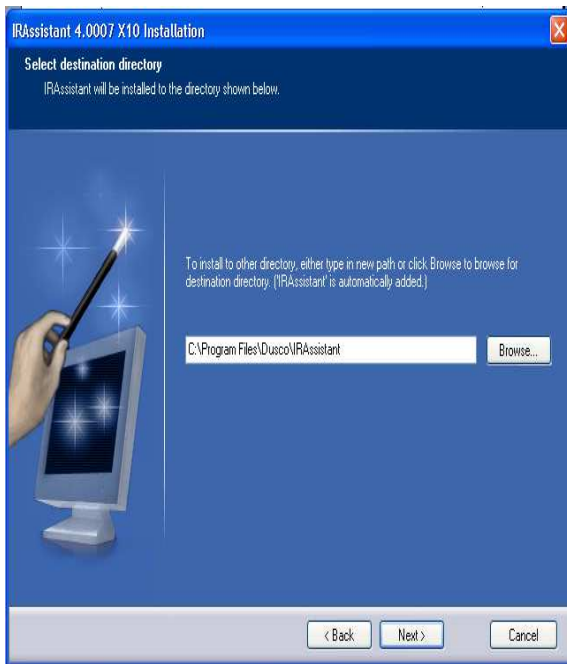 IRAssistant 4.0007 X10 Installation
Select destination directory
IRAssistant will be installed to the directory shown below.
To install to other directory, either type in new path or click Browse to browse for
destination directory. ('IRAssistant' is automatically added.)
C:\Program Files\Dusco\IRAssistant
Browse...
< Back
Next >
Cancel